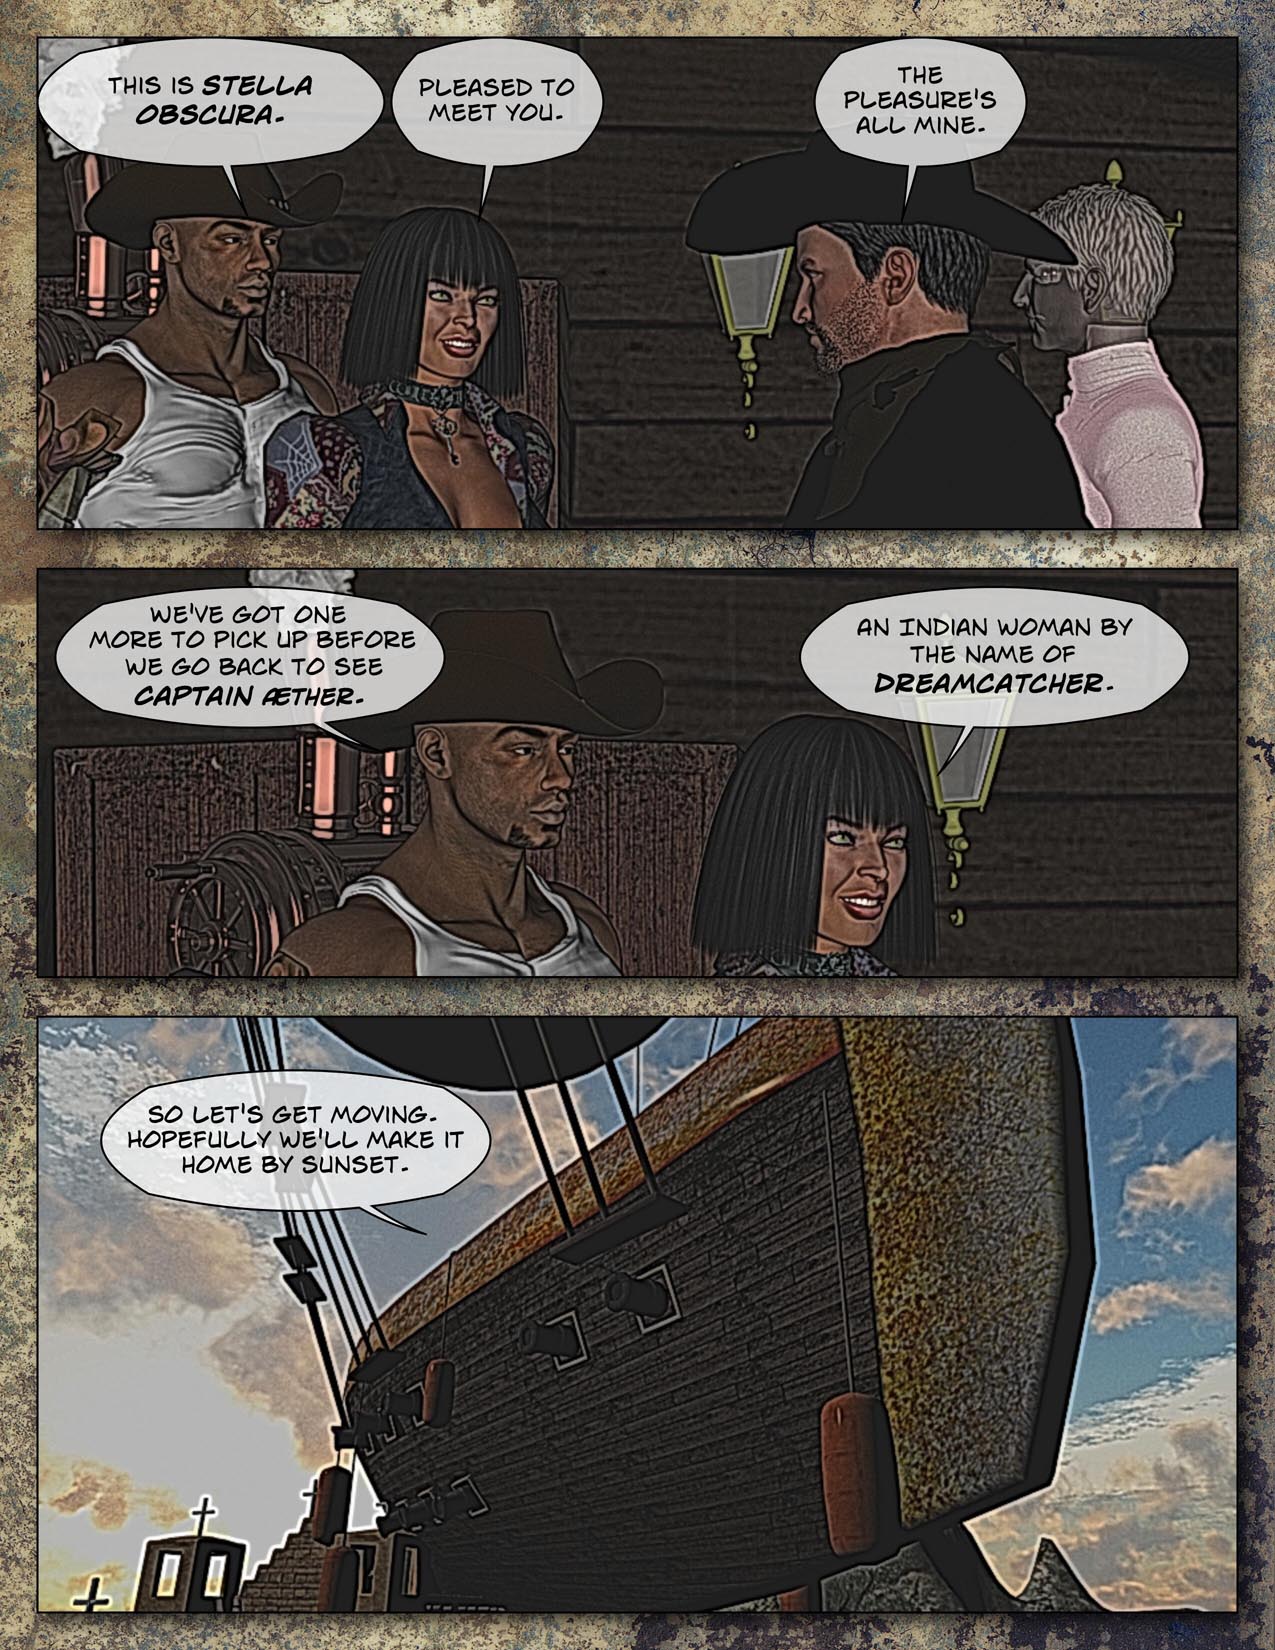 THIS IS STELLA
OBSCURA.
PLEASED TO
MEET YOU.
THE
PLEASURE'S
ALL MINE.
WE'VE GOT ONE
MORE TO PICK UP BEFORE
WE GO BACK TO SEE
CAPTAIN ÆTHER.
AN INDIAN WOMAN BY
THE NAME OF
DREAMCATCHER.
SO LET'S GET MOVING.
HOPEFULLY WE'LL MAKE IT
HOME BY SUNSET.